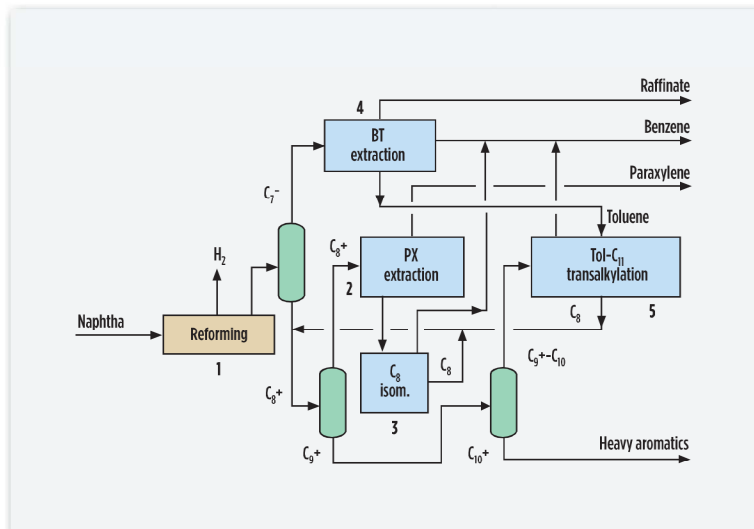 Raffinate
4
BT
extraction
Benzene
Paraxylene
C₇⁻
Toluene
H₂
C₈+
PX
extraction
2
Tol-C₁₁
transalkylation
5
Naphtha
Reforming
1
C₈
C₈+
C₈
isom.
3
C₈
C₉+-C₁₀
C₉+
C₁₀+
Heavy aromatics